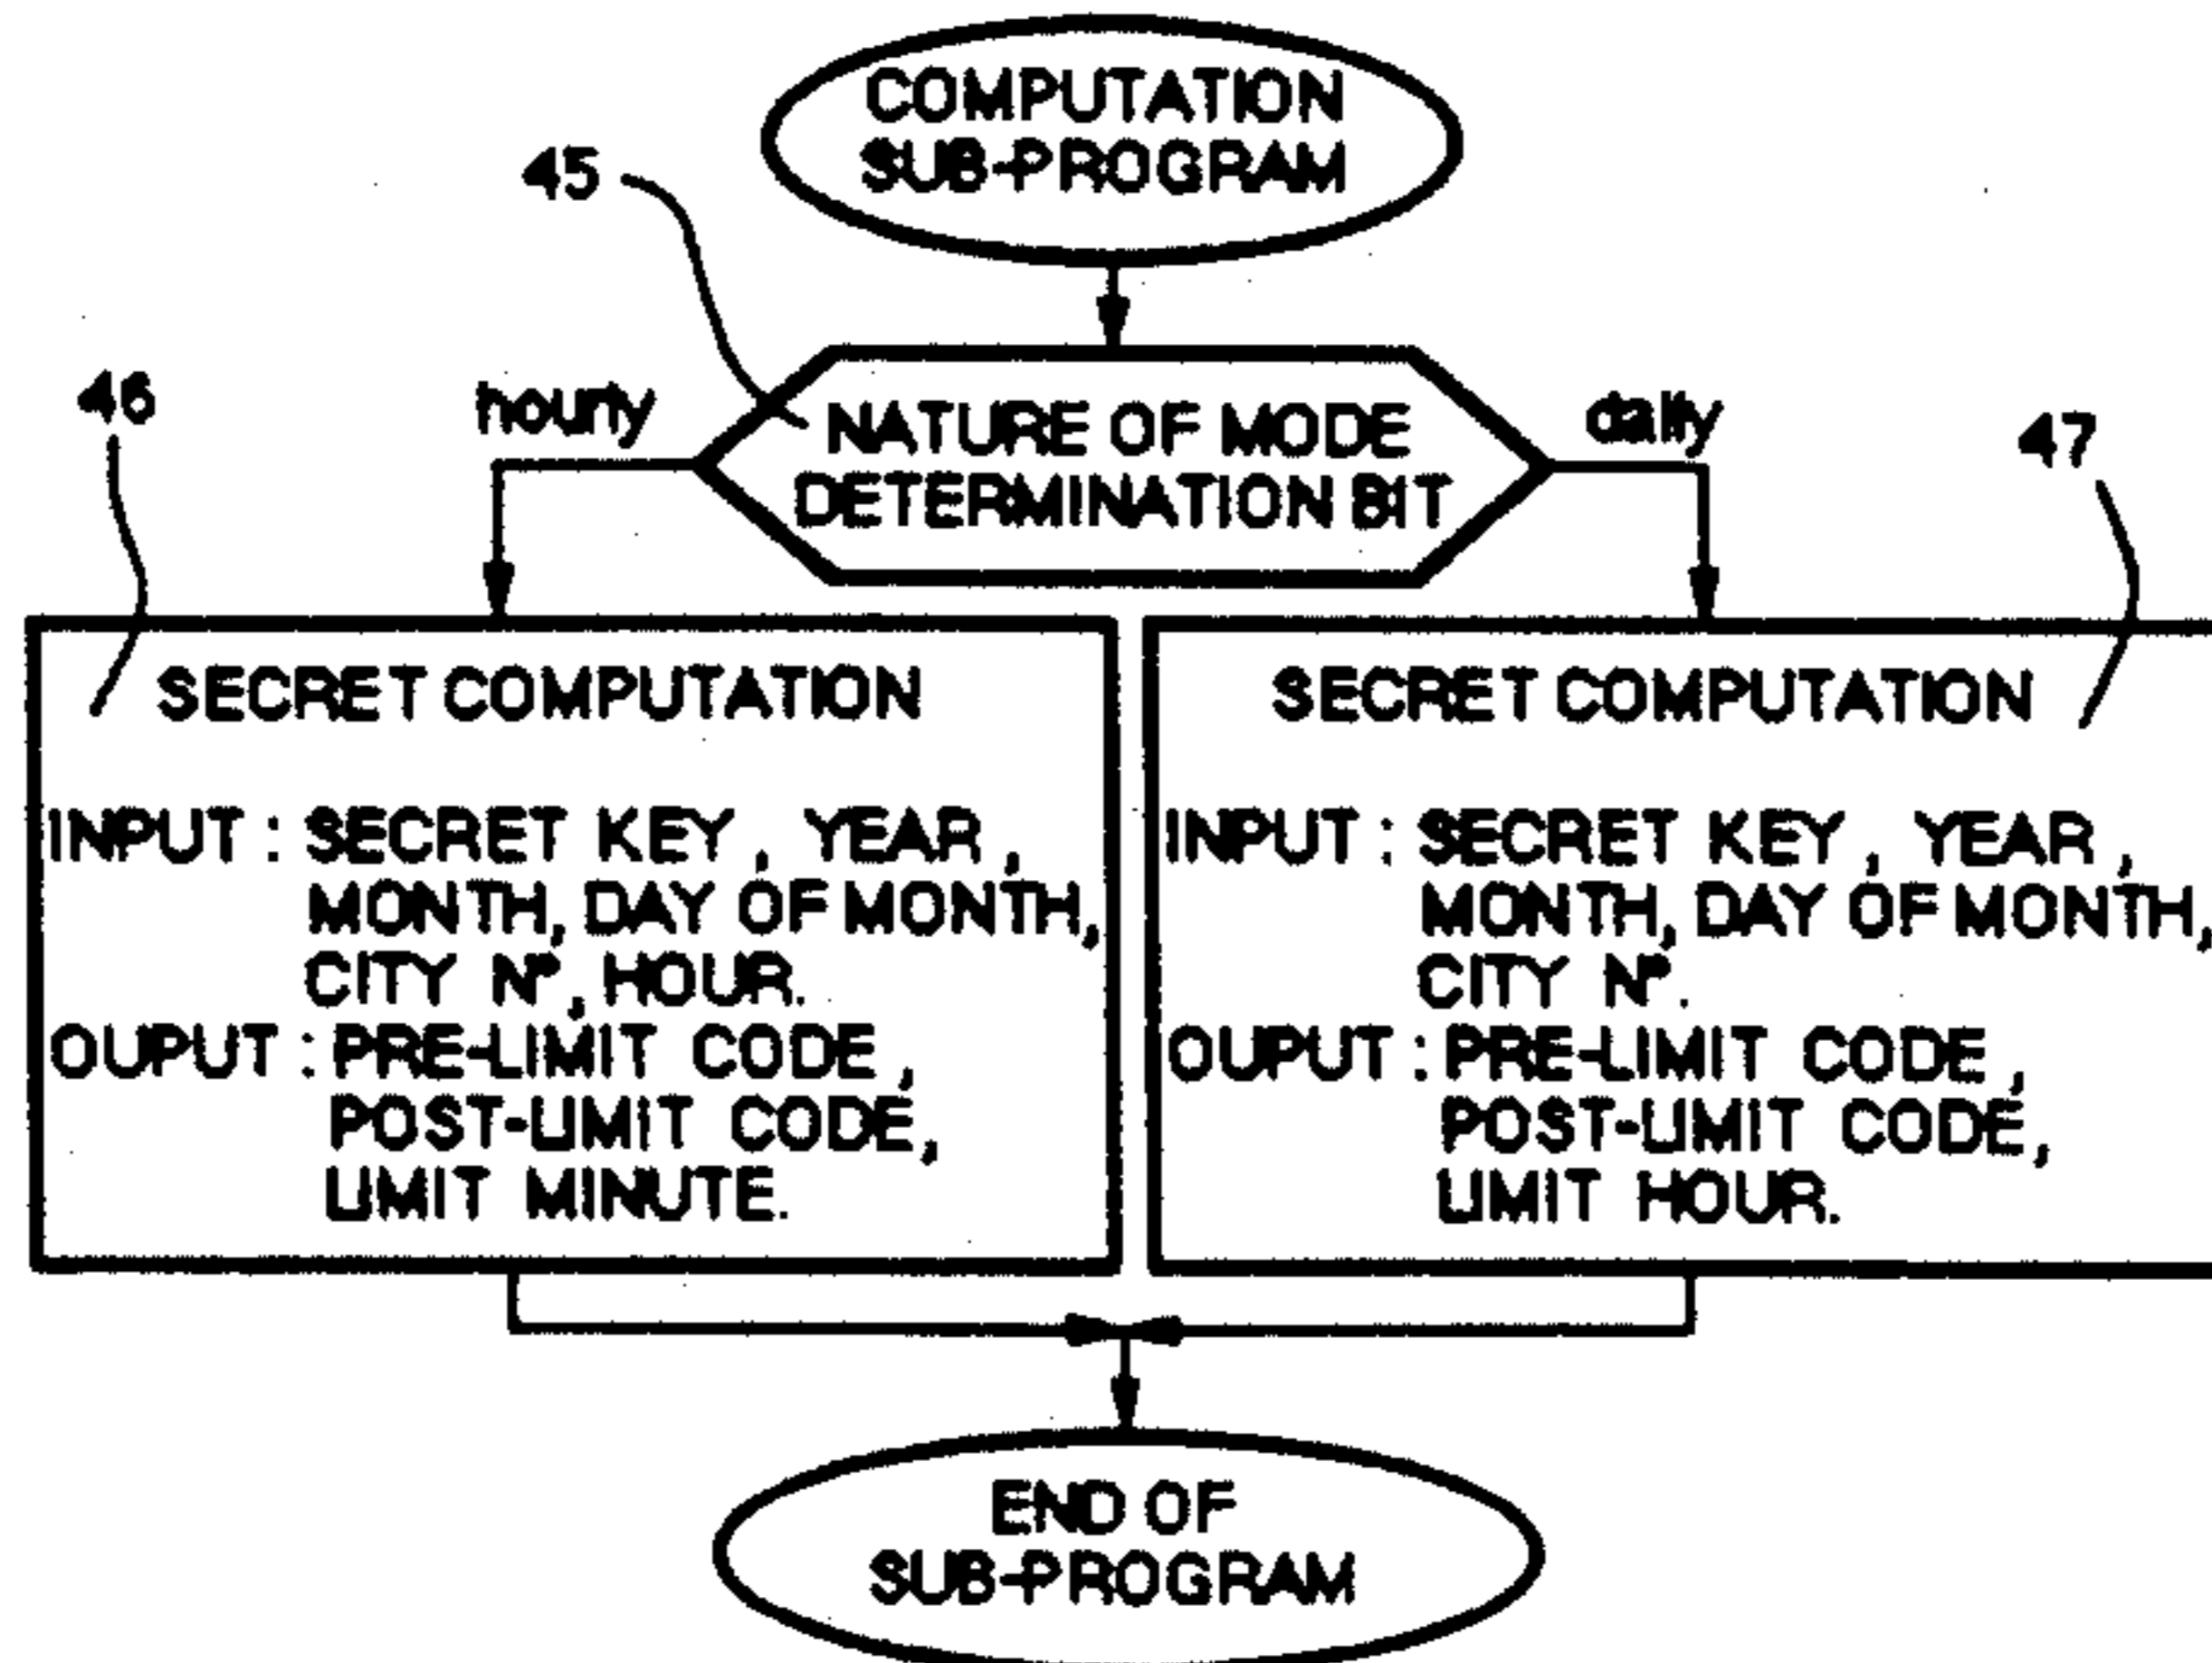 COMPUTATION
SUB-PROGRAM
45
46
hourly
NATURE OF MODE
DETERMINATION BIT
daily
47
SECRET COMPUTATION
INPUT : SECRET KEY, YEAR,
MONTH, DAY OF MONTH,
CITY N°, HOUR.
OUPUT : PRE-LIMIT CODE,
POST-LIMIT CODE,
LIMIT MINUTE.
SECRET COMPUTATION
INPUT : SECRET KEY, YEAR,
MONTH, DAY OF MONTH,
CITY N°.
OUPUT : PRE-LIMIT CODE,
POST-LIMIT CODE,
LIMIT HOUR.
END OF
SUB-PROGRAM